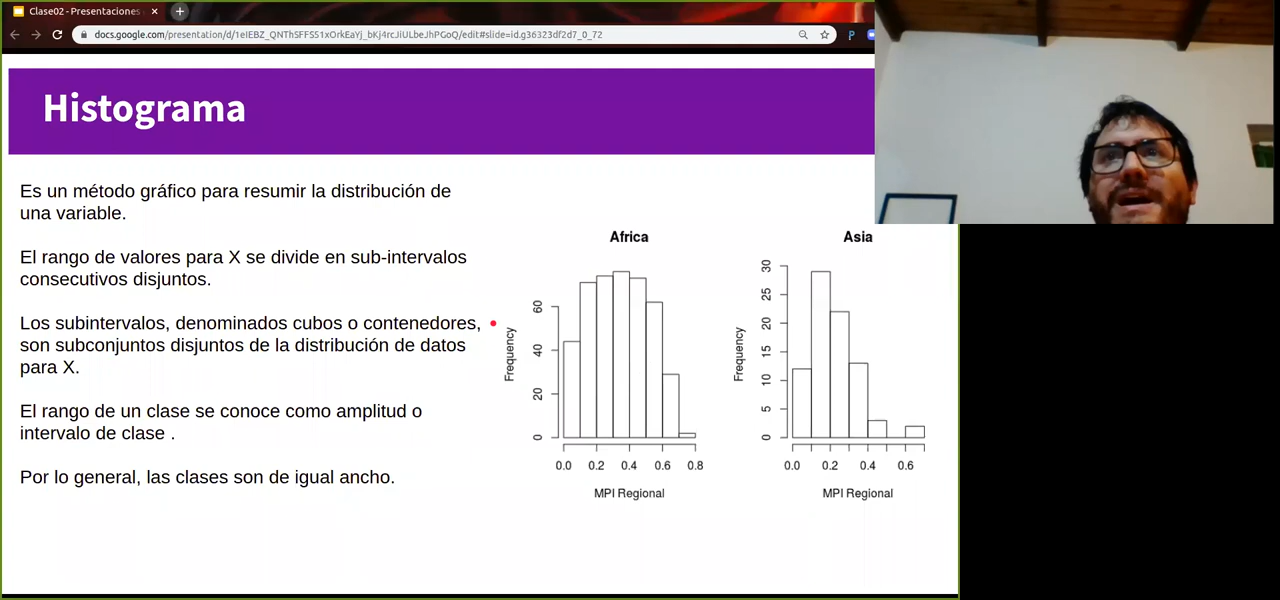 Clase02 - Presentaciones
docs.google.com/presentation/d/1eIEBZ_QNThSFFS51xOrkEaYj_bKj4rcJiULbeJhPGoQ/edit#slide=id.g36323df2d7_0_72
Histograma
Es un método gráfico para resumir la distribución de
una variable.
El rango de valores para X se divide en sub-intervalos
consecutivos disjuntos.
Los subintervalos, denominados cubos o contenedores,
son subconjuntos disjuntos de la distribución de datos
para X.
El rango de un clase se conoce como amplitud o
intervalo de clase .
Por lo general, las clases son de igual ancho.
Africa
Frequency
60
40
20
0
0.0 0.2 0.4 0.6 0.8
MPI Regional
Asia
Frequency
30
25
20
15
10
5
0
0.0 0.2 0.4 0.6
MPI Regional